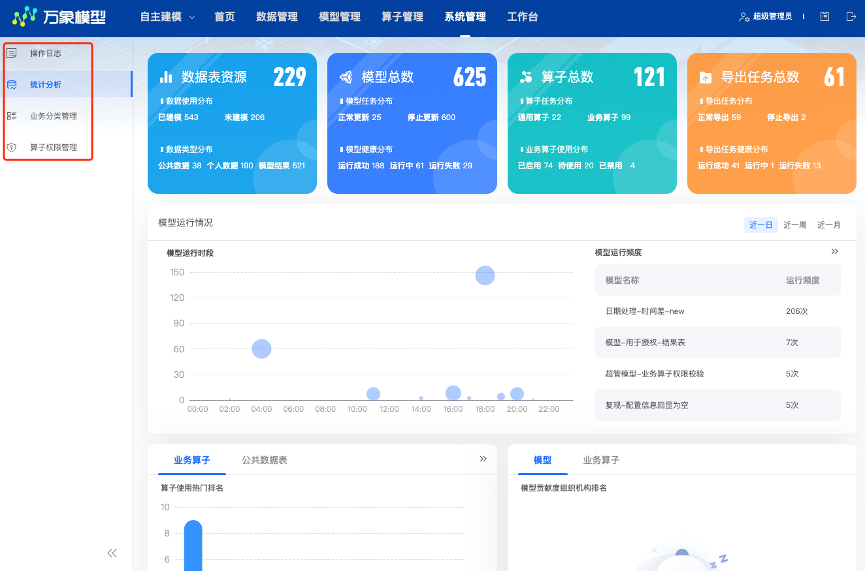 万象模型 自主建模 首页 数据管理 模型管理 算子管理 系统管理 工作台 超级管理员
操作日志
统计分析
业务分类管理
算子权限管理
数据表资源 229
数据使用分布
已建模 543 未建模 206
数据类型分布
公共数据 38 个人数据 190 模型结果 521
模型总数 625
模型任务分布
正常更新 25 停止更新 600
模型健康分布
运行成功 188 运行中 61 运行失败 29
算子总数 121
算子任务分布
通用算子 22 业务算子 99
业务算子使用分布
已启用 74 待使用 20 已禁用 4
导出任务总数 61
导出任务分布
正常导出 59 停止导出 2
导出任务健康分布
运行成功 41 运行中 1 运行失败 13
模型运行情况
近一日 近一周 近一月
模型运行时段
150
120
90
60
30
0
00:00 02:00 04:00 06:00 08:00 10:00 12:00 14:00 16:00 18:00 20:00 22:00
模型运行频度 »
模型名称 运行频度
日期处理-时间差-new 206次
模型-用于授权-结果表 7次
超管模型-业务算子权限校验 5次
复现-配置信息回显为空 5次
业务算子 公共数据表 »
算子使用热门排名
10
8
6
模型 业务算子
模型贡献度组织机构排名
z z
«